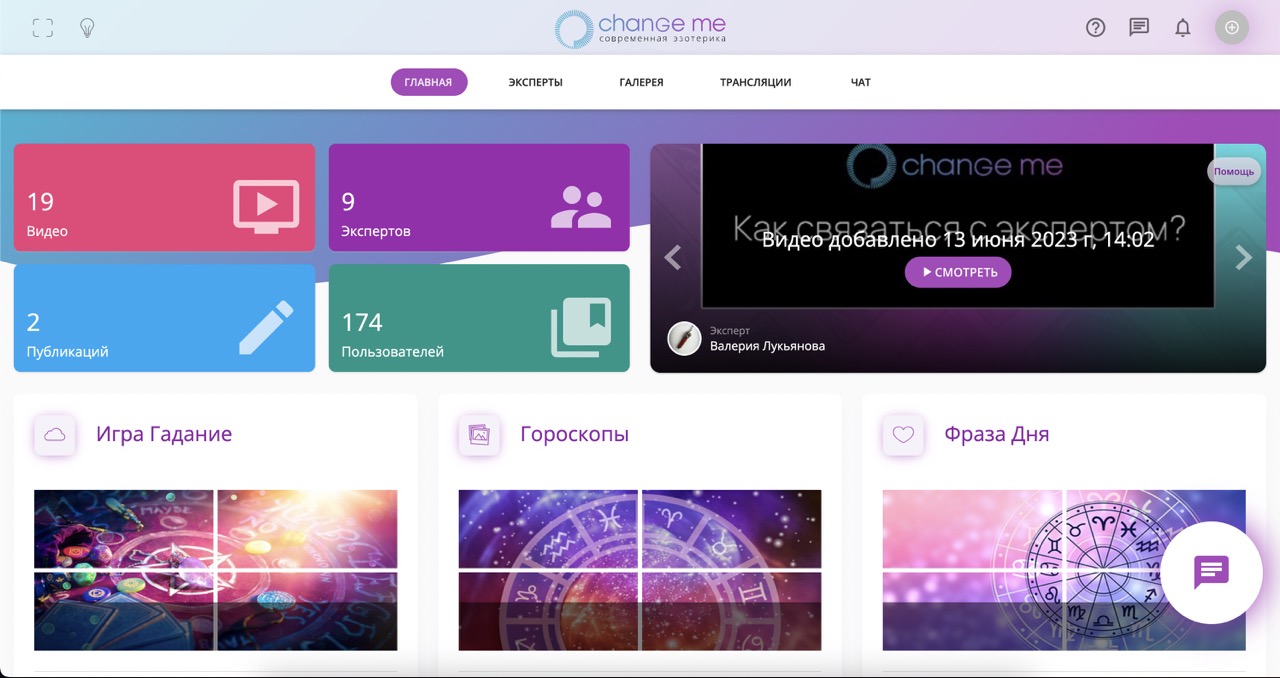 change me
современная эзотерика
ГЛАВНАЯ
ЭКСПЕРТЫ
ГАЛЕРЕЯ
ТРАНСЛЯЦИИ
ЧАТ
19
Видео
9
Экспертов
2
Публикаций
174
Пользователей
change me
Помощь
Как связаться с экспертом?
Видео добавлено 13 июня 2023 г, 14:02
СМОТРЕТЬ
Эксперт
Валерия Лукьянова
Игра Гадание
MAYBE
Гороскопы
Фраза Дня